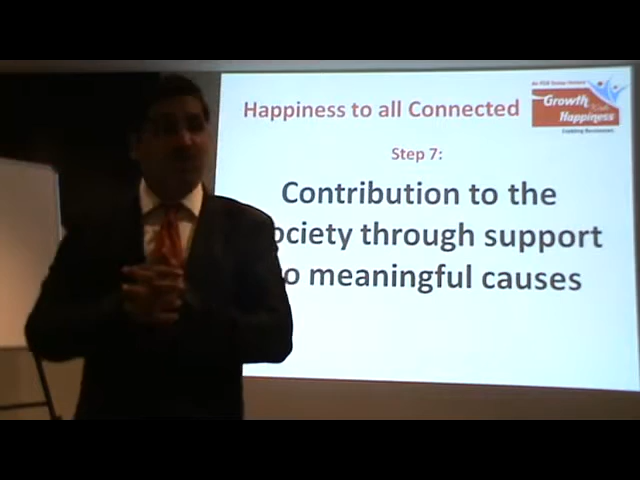 Happiness to all Connected
Growth
Happiness
Step 7:
Contribution to the
ociety through support
o meaningful causes